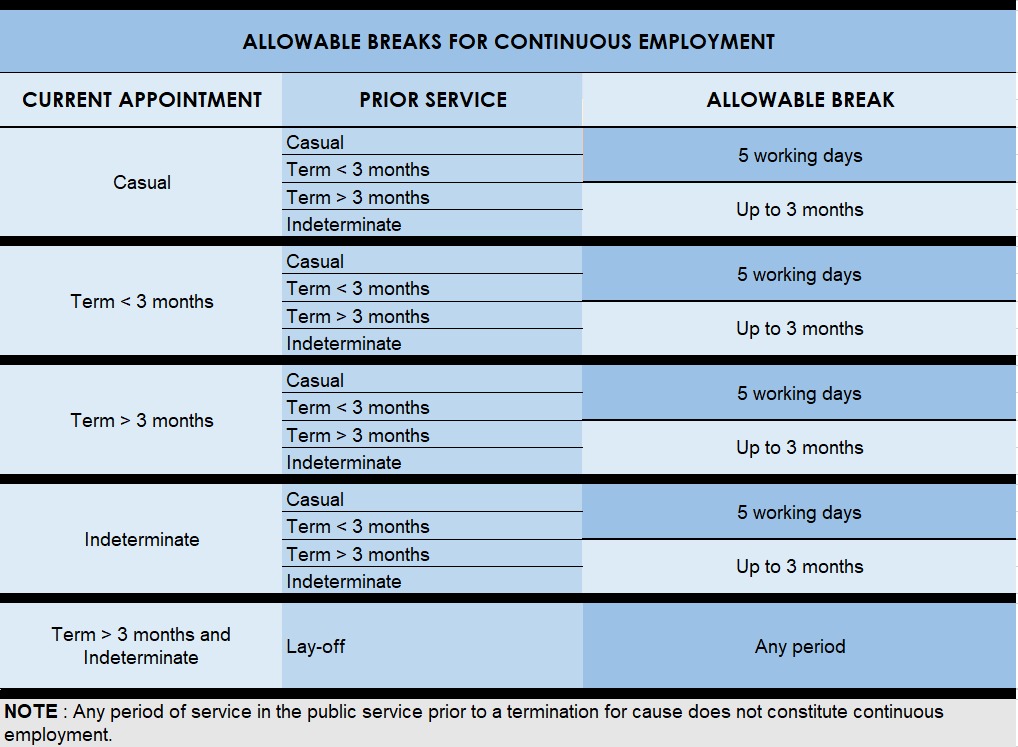 ALLOWABLE BREAKS FOR CONTINUOUS EMPLOYMENT
CURRENT APPOINTMENT PRIOR SERVICE ALLOWABLE BREAK
Casual
Casual
Term < 3 months
Term > 3 months
Indeterminate
5 working days
Up to 3 months
Term < 3 months
Casual
Term < 3 months
Term > 3 months
Indeterminate
5 working days
Up to 3 months
Term > 3 months
Casual
Term < 3 months
Term > 3 months
Indeterminate
5 working days
Up to 3 months
Indeterminate
Casual
Term < 3 months
Term > 3 months
Indeterminate
5 working days
Up to 3 months
Term > 3 months and
Indeterminate
Lay-off
Any period
NOTE : Any period of service in the public service prior to a termination for cause does not constitute continuous
employment.